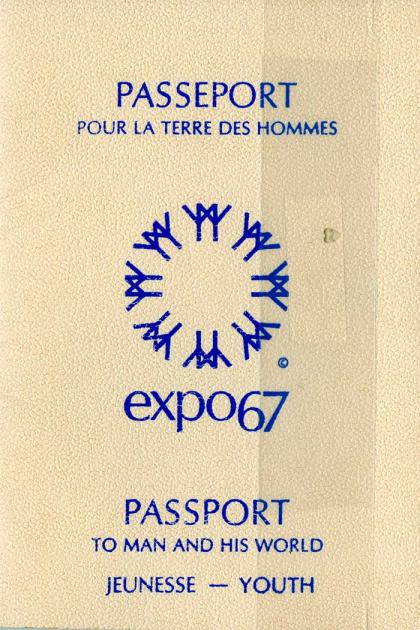 PASSEPORT
POUR LA TERRE DES HOMMES
©
expo67
PASSPORT
TO MAN AND HIS WORLD
JEUNESSE — YOUTH